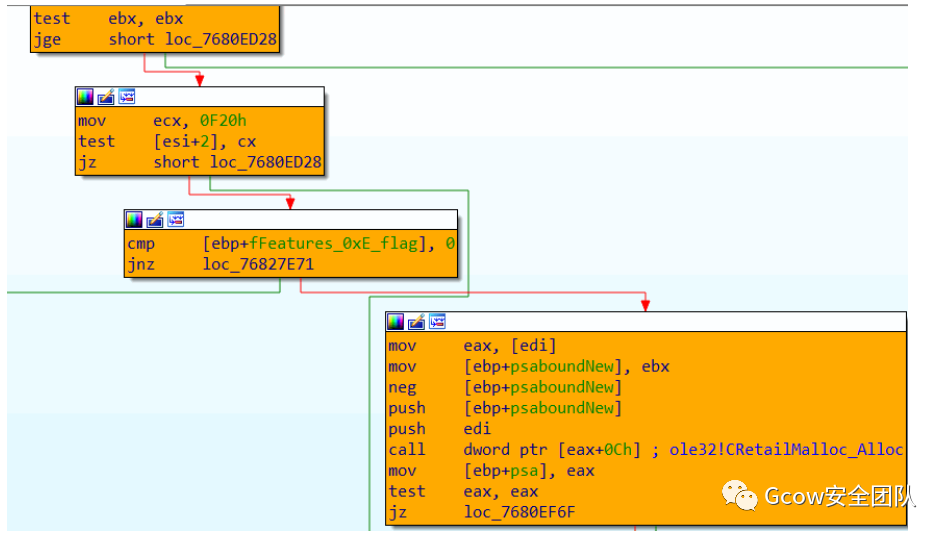 test ebx, ebx
jge short loc_7680ED28
mov ecx, 0F20h
test [esi+2], cx
jz short loc_7680ED28
cmp [ebp+fFeatures_0xE_flag], 0
jnz loc_76827E71
mov eax, [edi]
mov [ebp+psaboundNew], ebx
neg [ebp+psaboundNew]
push [ebp+psaboundNew]
push edi
call dword ptr [eax+0Ch] ; ole32!CRetailMalloc_Alloc
mov [ebp+psa], eax
test eax, eax
jz loc_7680EF6F
Gcow安全团队